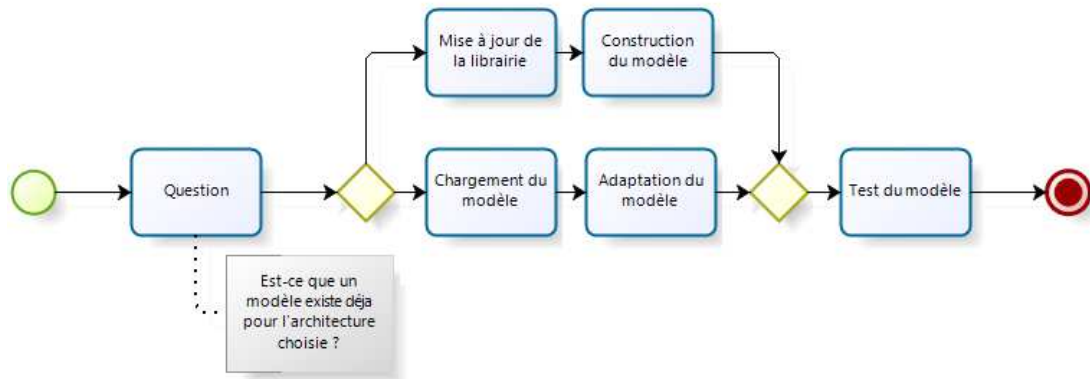 Mise à jour de
la librairie
Construction
du modèle
Question
Chargement du
modèle
Adaptation du
modèle
Test du modèle
Est-ce que un
modèle existe déja
pour l'architecture
choisie ?